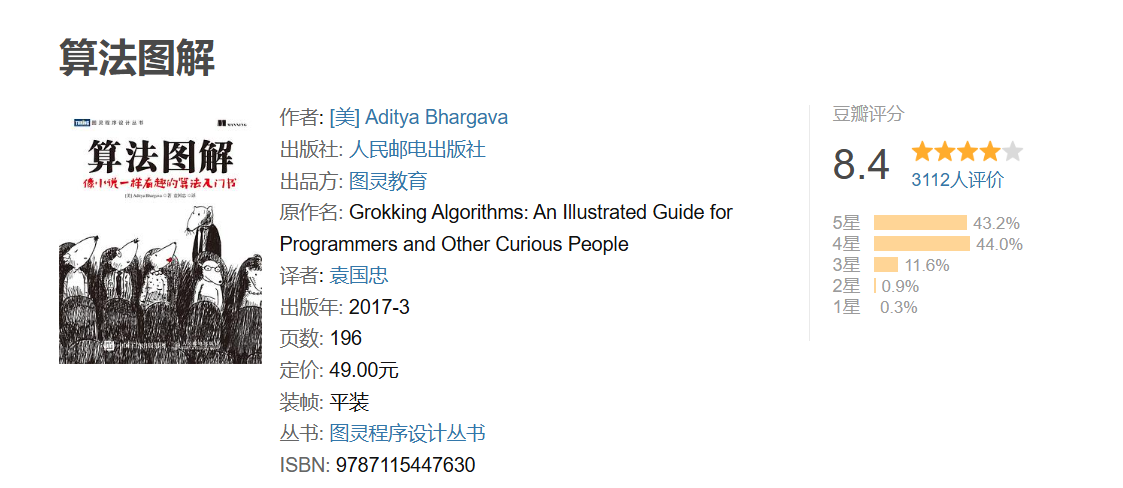 算法图解
图灵程序设计丛书
MANNING
算法图解
像小说一样有趣的算法入门书
[美] Aditya Bhargava ◎著 袁国忠 ◎译
作者: [美] Aditya Bhargava
出版社: 人民邮电出版社
出品方: 图灵教育
原作名: Grokking Algorithms: An Illustrated Guide for
Programmers and Other Curious People
译者: 袁国忠
出版年: 2017-3
页数: 196
定价: 49.00元
装帧: 平装
丛书: 图灵程序设计丛书
ISBN: 9787115447630
豆瓣评分
8.4
3112人评价
5星 43.2%
4星 44.0%
3星 11.6%
2星 0.9%
1星 0.3%